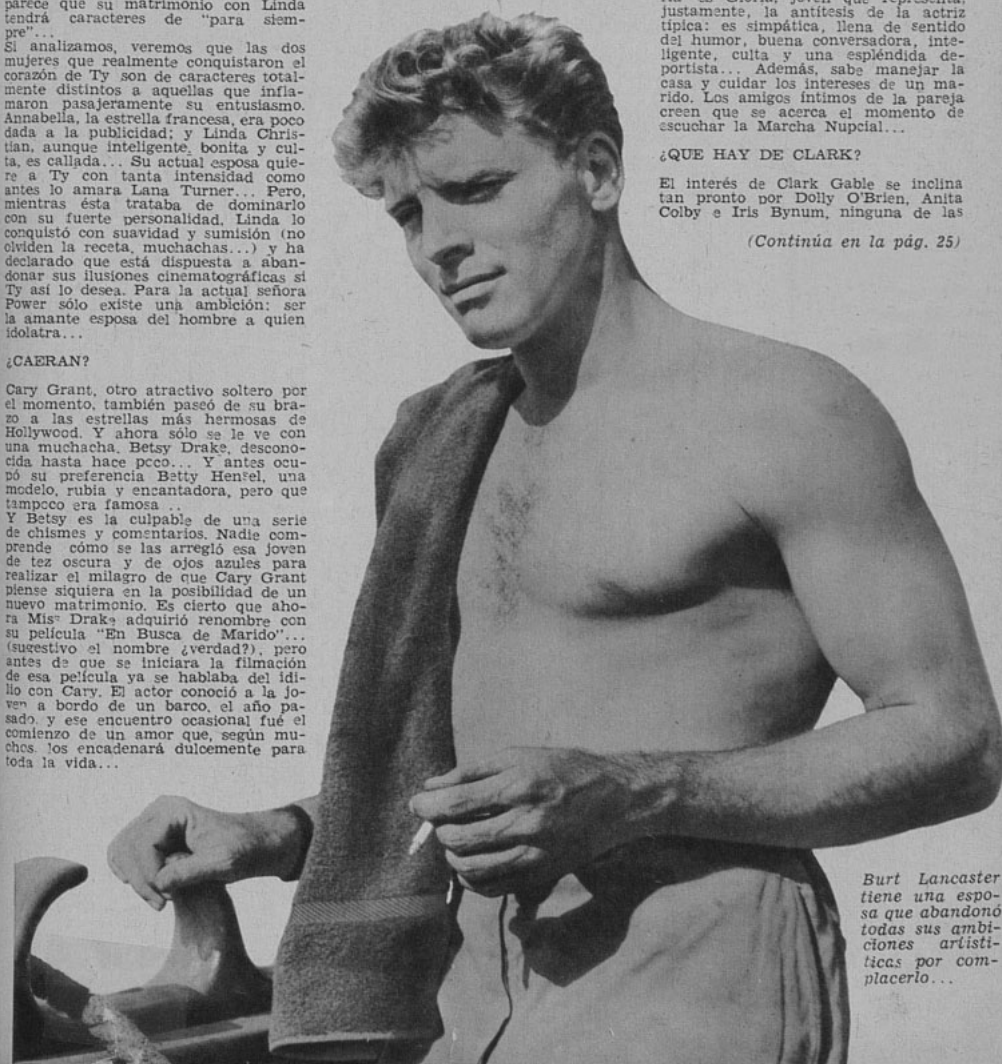 parece que su matrimonio con Linda
tendrá caracteres de "para siem-
pre"...
Si analizamos, veremos que las dos
mujeres que realmente conquistaron el
corazón de Ty son de caracteres total-
mente distintos a aquellas que infla-
maron pasajeramente su entusiasmo.
Annabella, la estrella francesa, era poco
dada a la publicidad; y Linda Chris-
tian, aunque inteligente, bonita y cul-
ta, es callada... Su actual esposa quie-
re a Ty con tanta intensidad como
antes lo amara Lana Turner... Pero,
mientras ésta trataba de dominarlo
con su fuerte personalidad, Linda lo
conquistó con suavidad y sumisión (no
olviden la receta, muchachas...) y ha
declarado que está dispuesta a aban-
donar sus ilusiones cinematográficas si
Ty así lo desea. Para la actual señora
Power sólo existe una ambición: ser
la amante esposa del hombre a quien
idolatra...
¿CAERAN?
Cary Grant, otro atractivo soltero por
el momento, también paseó de su bra-
zo a las estrellas más hermosas de
Hollywood. Y ahora sólo se le ve con
una muchacha, Betsy Drake, descono-
cida hasta hace poco... Y antes ocu-
pó su preferencia Betty Hensel, una
modelo, rubia y encantadora, pero que
tampoco era famosa ..
Y Betsy es la culpable de una serie
de chismes y comentarios. Nadie com-
prende cómo se las arregló esa joven
de tez oscura y de ojos azules para
realizar el milagro de que Cary Grant
piense siquiera en la posibilidad de un
nuevo matrimonio. Es cierto que aho-
ra Miss Drake adquirió renombre con
su película "En Busca de Marido"...
(sugestivo el nombre ¿verdad?), pero
antes de que se iniciara la filmación
de esa película ya se hablaba del idi-
lio con Cary. El actor conoció a la jo-
ven a bordo de un barco, el año pa-
sado, y ese encuentro ocasional fué el
comienzo de un amor que, según mu-
chos, los encadenará dulcemente para
toda la vida...
justamente, la antítesis de la actriz
típica: es simpática, llena de sentido
del humor, buena conversadora, inte-
ligente, culta y una espléndida de-
portista... Además, sabe manejar la
casa y cuidar los intereses de un ma-
rido. Los amigos íntimos de la pareja
creen que se acerca el momento de
escuchar la Marcha Nupcial...
¿QUE HAY DE CLARK?
El interés de Clark Gable se inclina
tan pronto por Dolly O'Brien, Anita
Colby e Iris Bynum, ninguna de las
(Continúa en la pág. 25)
Burt Lancaster
tiene una espo-
sa que abandonó
todas sus ambi-
ciones artísti-
ticas por com-
placerlo...